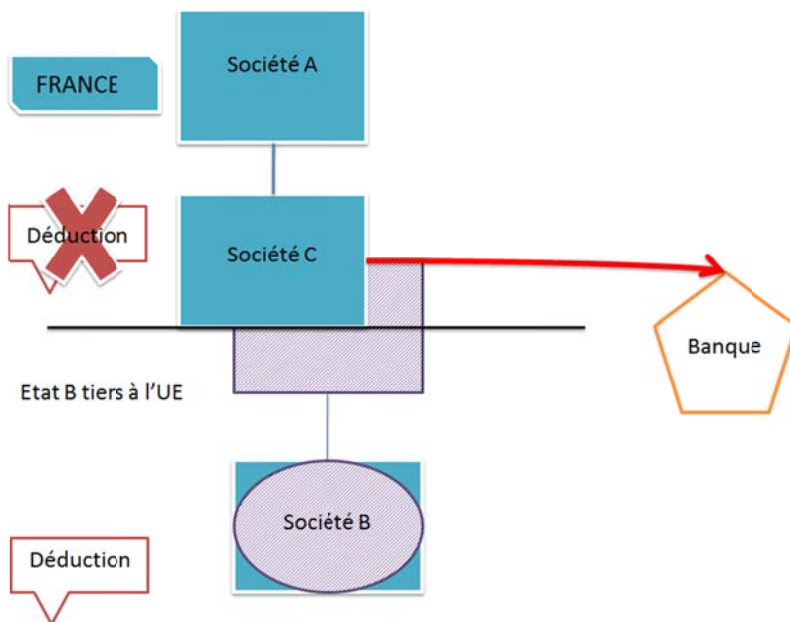 Société A
FRANCE
Déduction
Société C
Banque
Etat B tiers à l'UE
Société B
Déduction